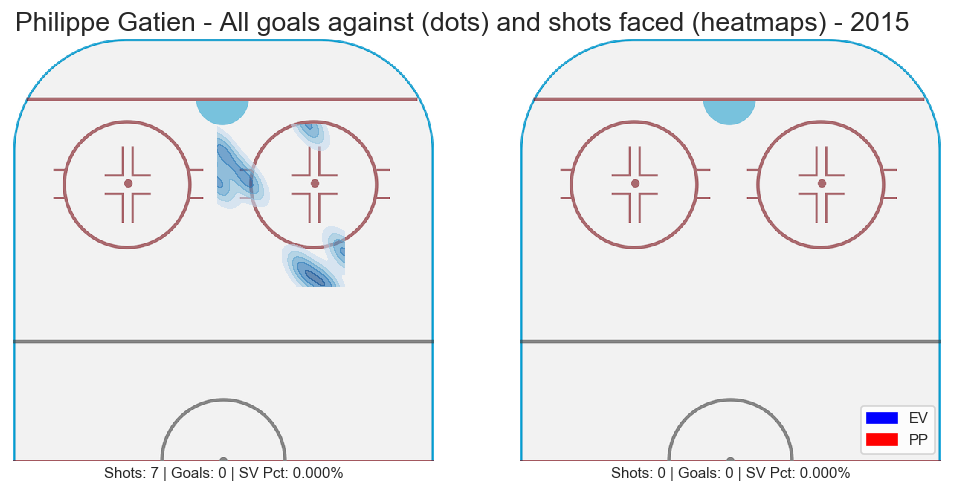 Philippe Gatien - All goals against (dots) and shots faced (heatmaps) - 2015
EV
PP
Shots: 7 | Goals: 0 | SV Pct: 0.000%
Shots: 0 | Goals: 0 | SV Pct: 0.000%